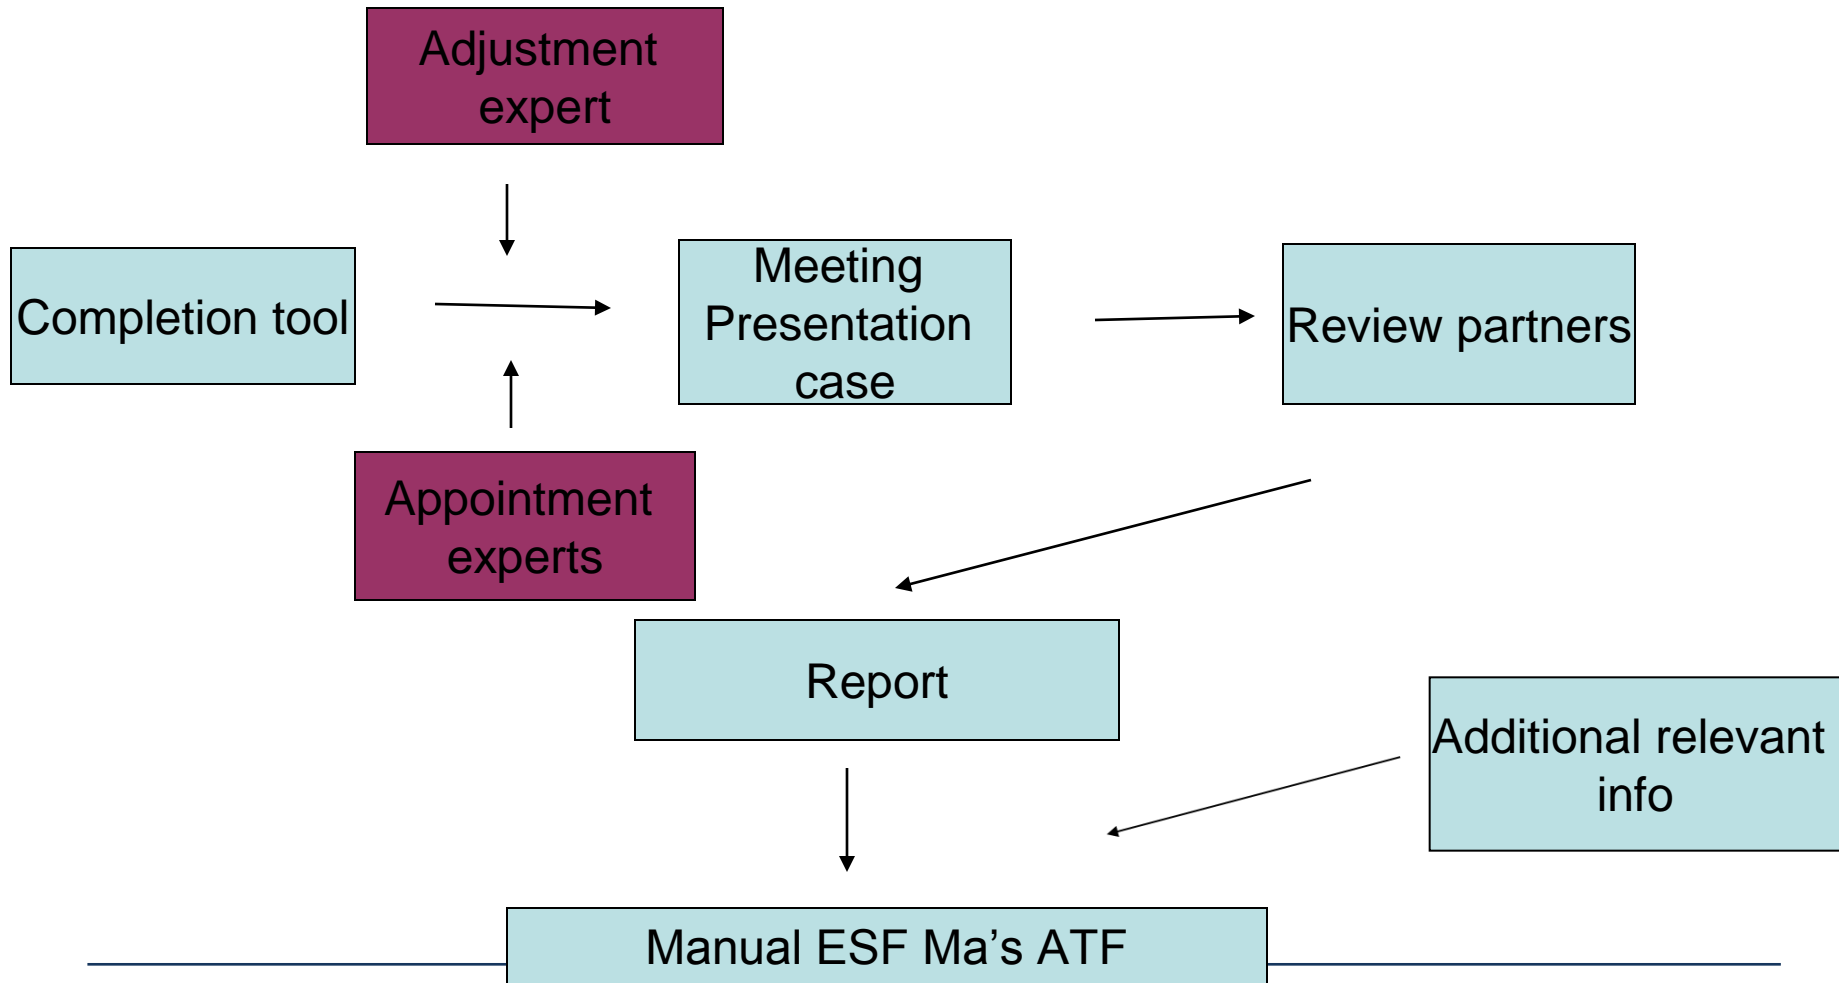 Adjustment
expert
Completion tool
Meeting
Presentation
case
Review partners
Appointment
experts
Report
Additional relevant
info
Manual ESF Ma’s ATF